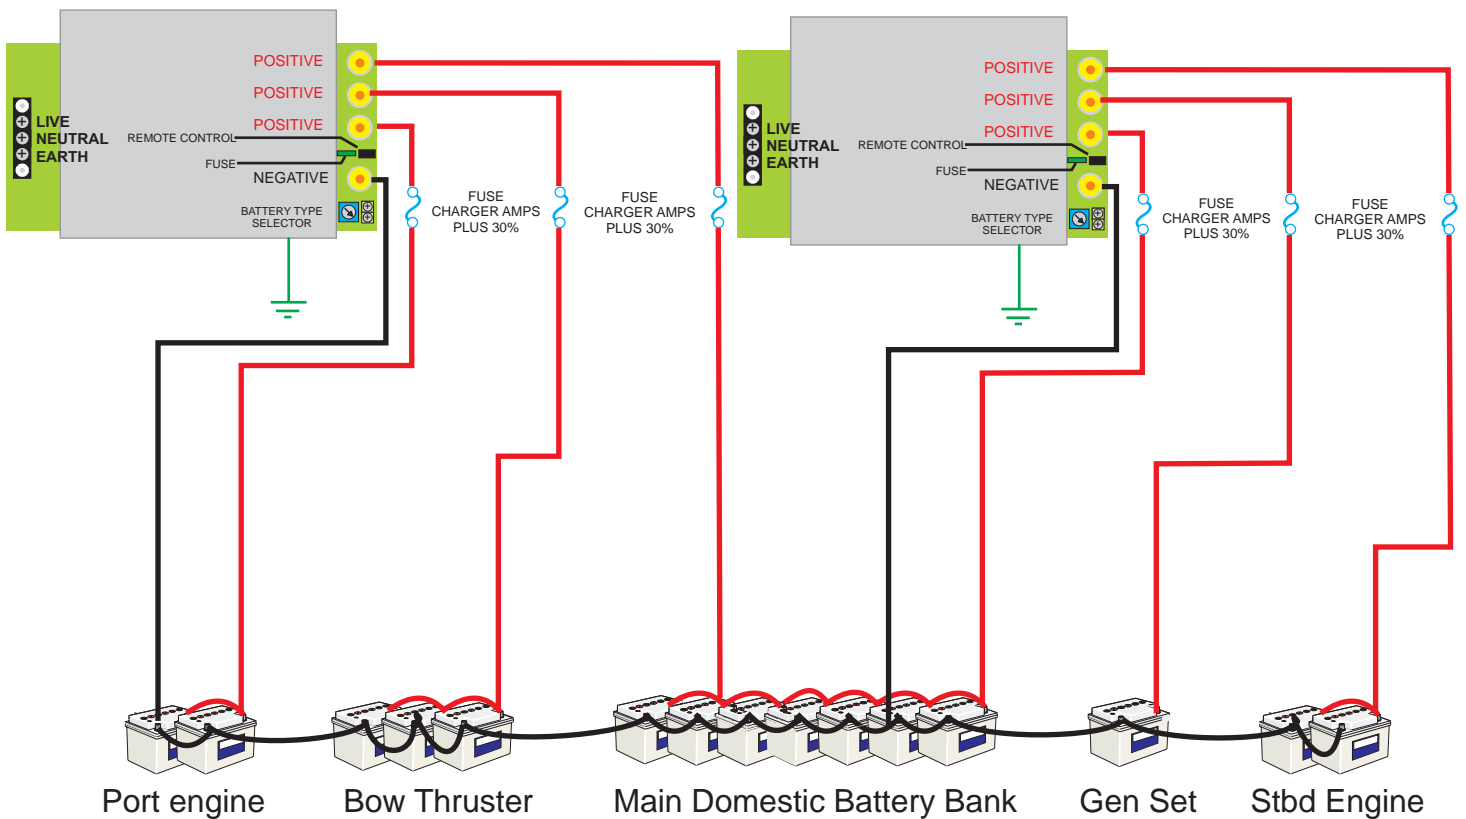 POSITIVE
POSITIVE
POSITIVE
LIVE
NEUTRAL
EARTH
REMOTE CONTROL
FUSE
NEGATIVE
BATTERY TYPE
SELECTOR
FUSE
CHARGER AMPS
PLUS 30%
FUSE
CHARGER AMPS
PLUS 30%
POSITIVE
POSITIVE
POSITIVE
LIVE
NEUTRAL
EARTH
REMOTE CONTROL
FUSE
NEGATIVE
BATTERY TYPE
SELECTOR
FUSE
CHARGER AMPS
PLUS 30%
FUSE
CHARGER AMPS
PLUS 30%
Port engine
Bow Thruster
Main Domestic Battery Bank
Gen Set
Stbd Engine